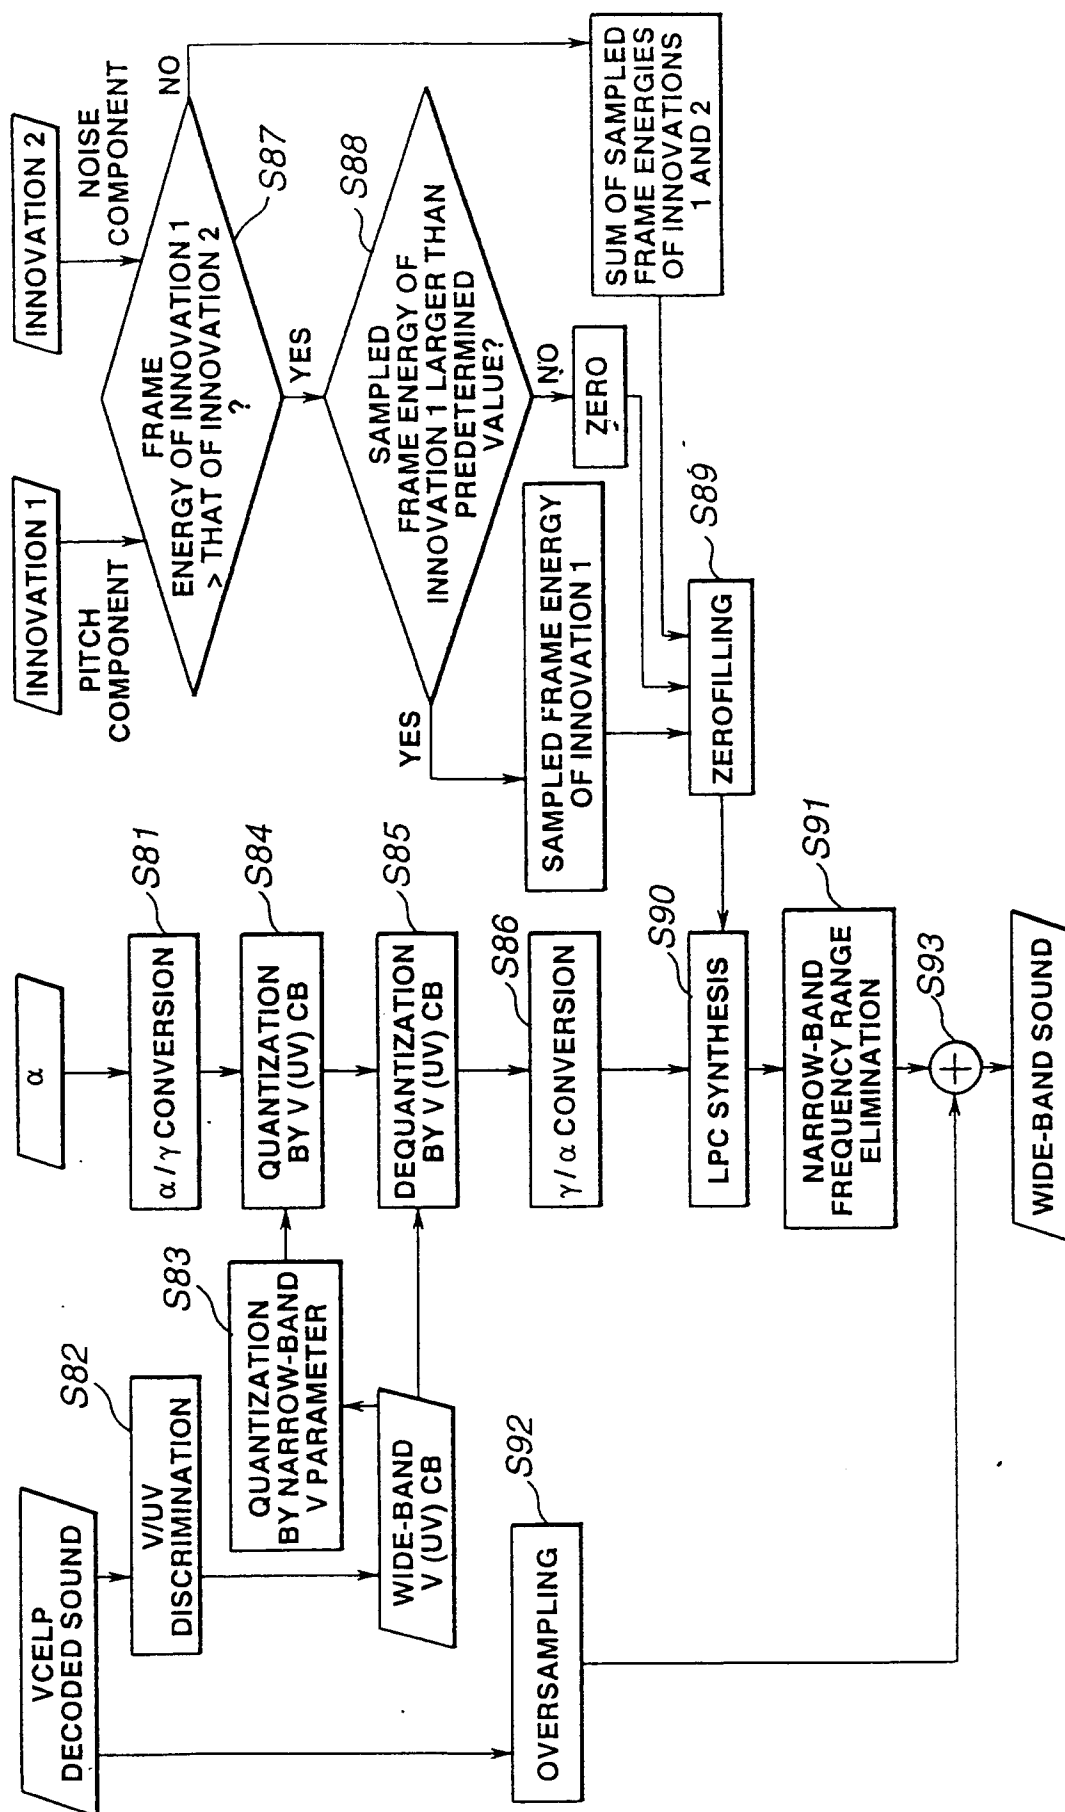 VCELP
DECODED SOUND
α
INNOVATION 1
INNOVATION 2
PITCH
COMPONENT
NOISE
COMPONENT
S82
V/UV
DISCRIMINATION
S81
α/γ CONVERSION
FRAME
ENERGY OF INNOVATION 1
> THAT OF INNOVATION 2
?
NO
S87
YES
S83
QUANTIZATION
BY NARROW-BAND
V PARAMETER
S84
QUANTIZATION
BY V (UV) CB
SAMPLED
FRAME ENERGY OF
INNOVATION 1 LARGER THAN
PREDETERMINED
VALUE?
S88
YES
NO
WIDE-BAND
V (UV) CB
S85
DEQUANTIZATION
BY V (UV) CB
S92
OVERSAMPLING
S86
γ/α CONVERSION
SAMPLED FRAME ENERGY
OF INNOVATION 1
ZERO
SUM OF SAMPLED
FRAME ENERGIES
OF INNOVATIONS
1 AND 2
S90
LPC SYNTHESIS
ZEROFILLING
S89
S91
NARROW-BAND
FREQUENCY RANGE
ELIMINATION
+
S93
WIDE-BAND SOUND